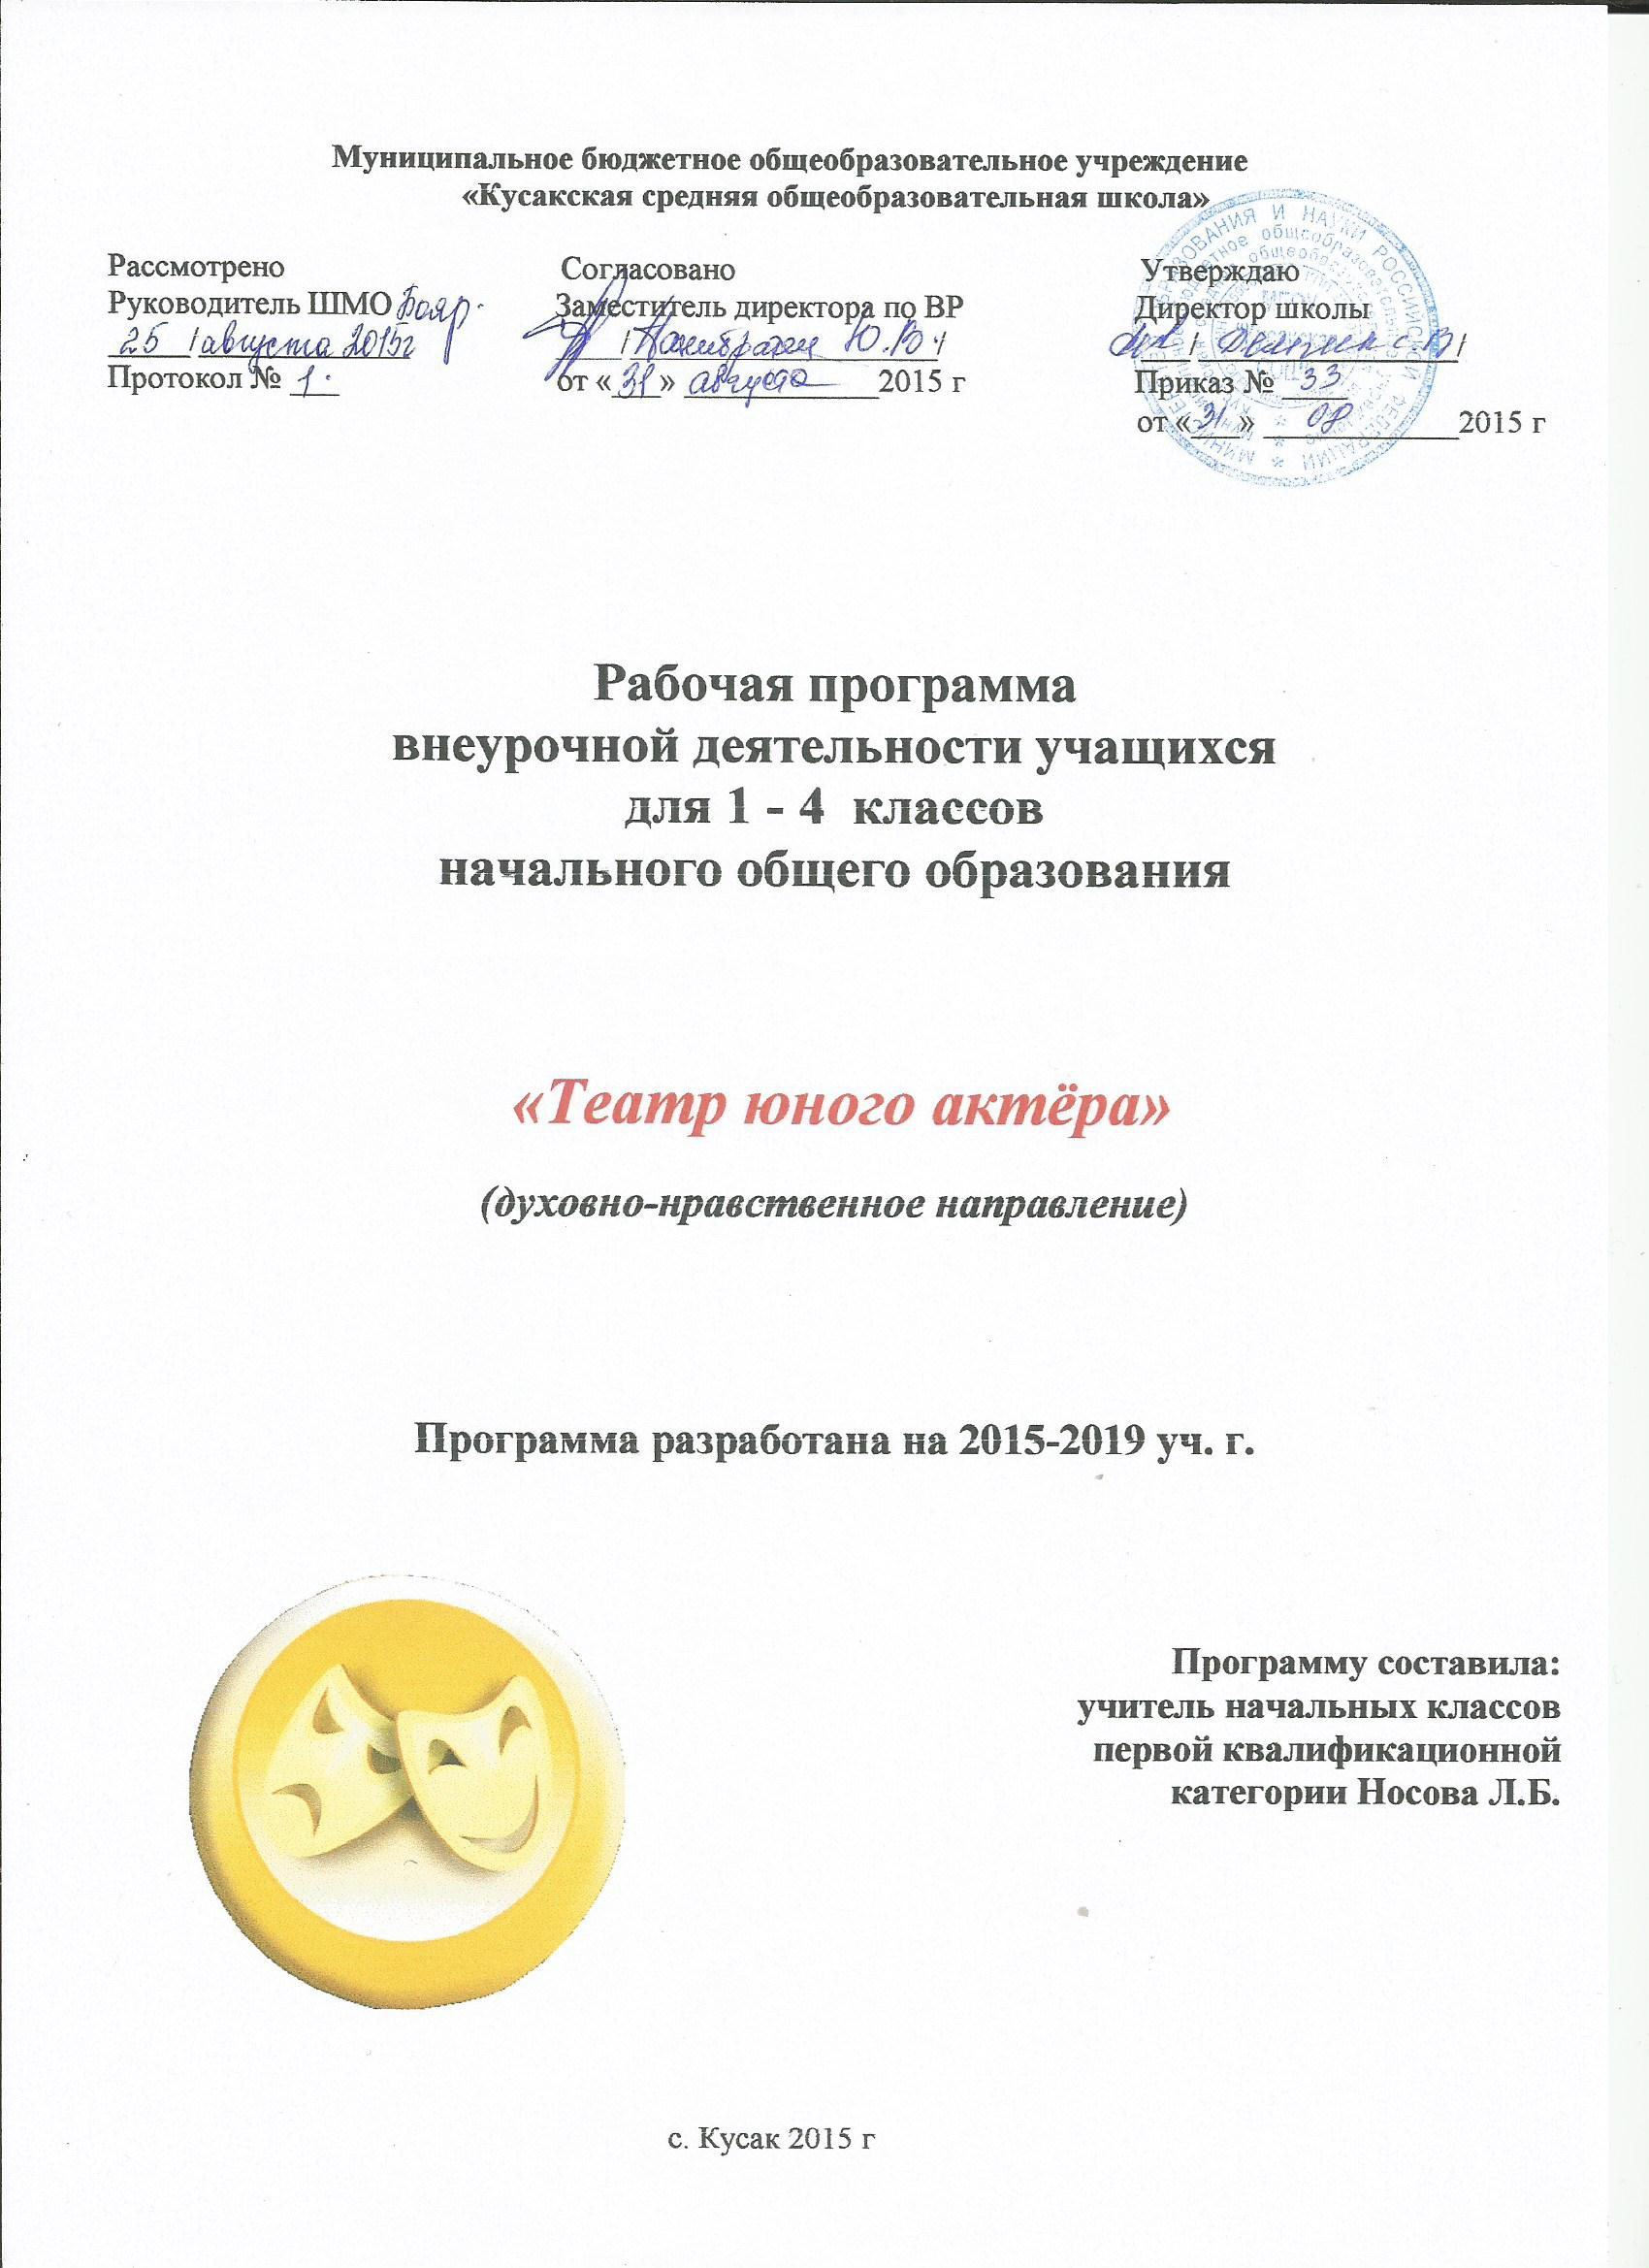 Муниципальное бюджетное общеобразовательное учреждение
«Кусакская средняя общеобразовательная школа»
Рассмотрено
Руководитель ШМО Бояр.
25 / августа 2015г
Протокол № 1.
Согласовано
Заместитель директора по ВР
Ю.В.
от «31» августа 2015 г
Утверждаю
Директор школы
Приказ № 33
от «31» 08 2015 г
Рабочая программа
внеурочной деятельности учащихся
для 1 - 4 классов
начального общего образования
«Театр юного актёра»
(духовно-нравственное направление)
Программа разработана на 2015-2019 уч. г.
Программу составила:
учитель начальных классов
первой квалификационной
категории Носова Л.Б.
с. Кусак 2015 г